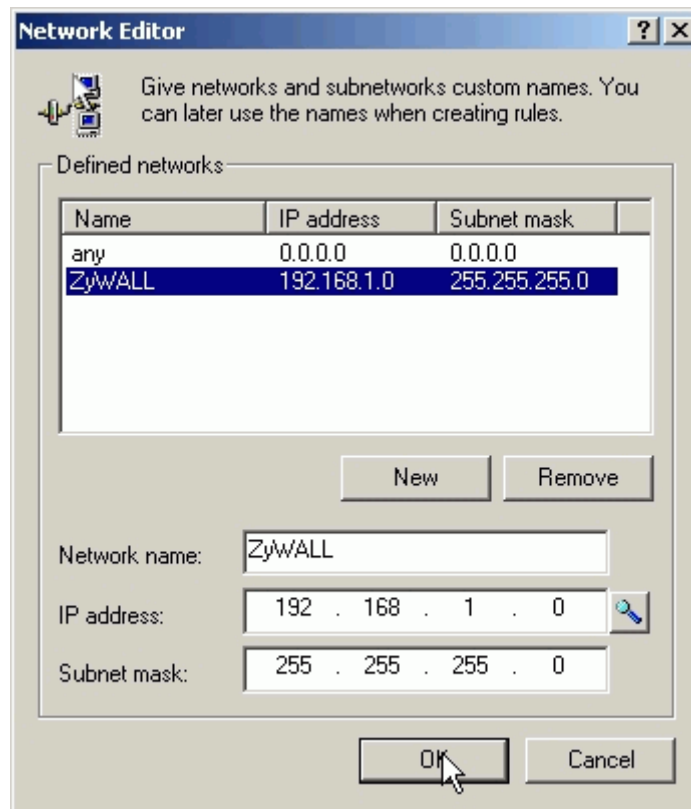 Network Editor
Give networks and subnetworks custom names. You
can later use the names when creating rules.
Defined networks
Name IP address Subnet mask
any 0.0.0.0 0.0.0.0
ZyWALL 192.168.1.0 255.255.255.0
New Remove
Network name: ZyWALL
IP address: 192 . 168 . 1 . 0
Subnet mask: 255 . 255 . 255 . 0
OK Cancel